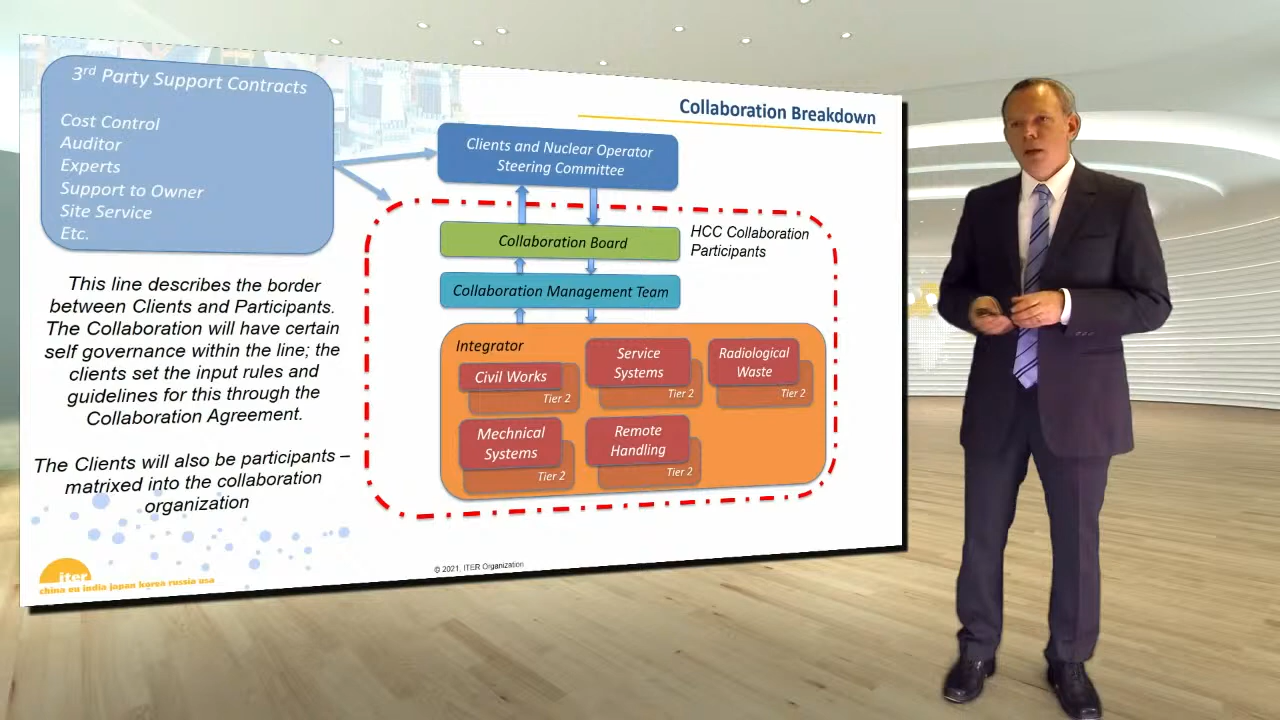 Collaboration Breakdown
3rd Party Support Contracts
Cost Control
Auditor
Experts
Support to Owner
Site Service
Etc.
Clients and Nuclear Operator
Steering Committee
Collaboration Board
HCC Collaboration
Participants
Collaboration Management Team
Integrator
Civil Works
Tier 2
Service
Systems
Tier 2
Radiological
Waste
Tier 2
Mechnical
Systems
Tier 2
Remote
Handling
Tier 2
This line describes the border
between Clients and Participants.
The Collaboration will have certain
self governance within the line; the
clients set the input rules and
guidelines for this through the
Collaboration Agreement.
The Clients will also be participants –
matrixed into the collaboration
organization
iter
china eu india japan korea russia usa
© 2021, ITER Organization